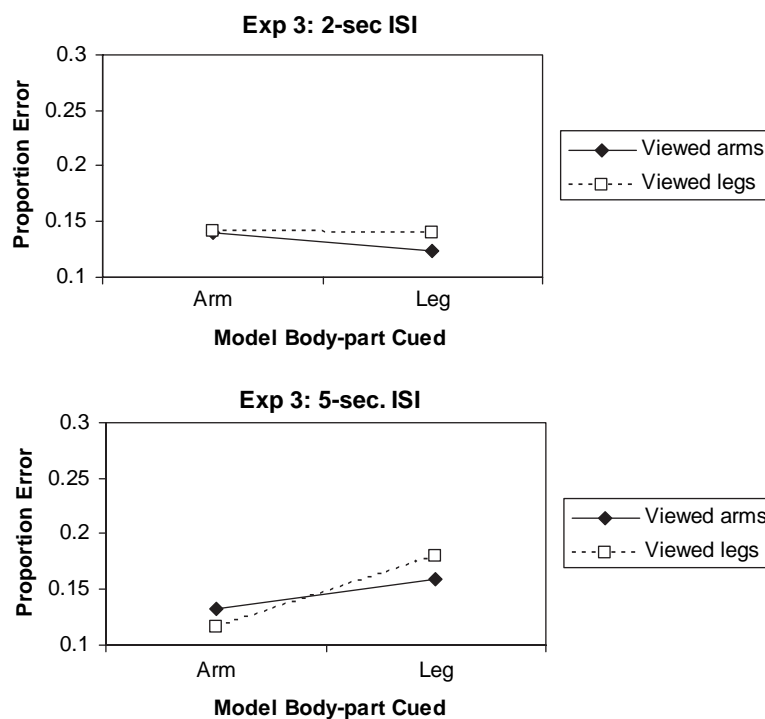 Exp 3: 2-sec ISI
0.3
0.25
0.2
0.15
0.1
Proportion Error
Arm Leg
Model Body-part Cued
Viewed arms
Viewed legs
Exp 3: 5-sec. ISI
0.3
0.25
0.2
0.15
0.1
Proportion Error
Arm Leg
Model Body-part Cued
Viewed arms
Viewed legs